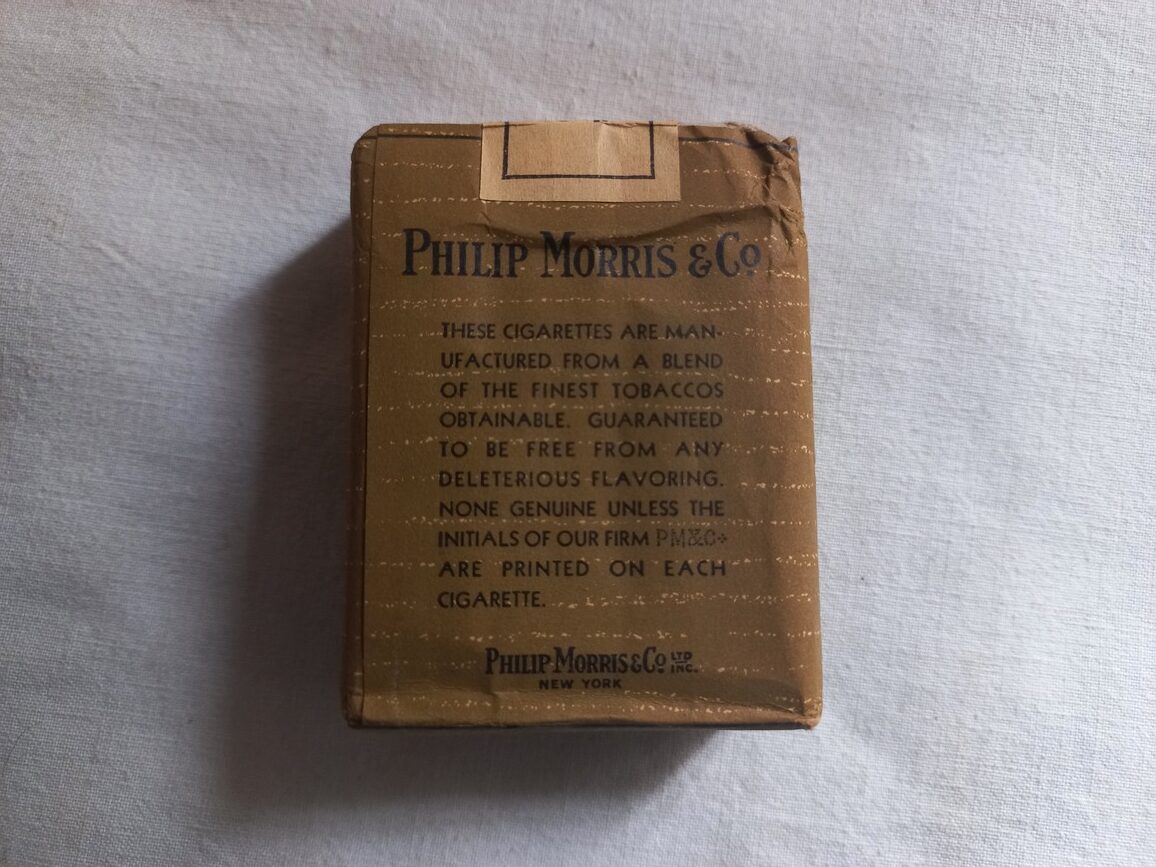 PHILIP MORRIS & Co
THESE CIGARETTES ARE MAN-
UFACTURED FROM A BLEND
OF THE FINEST TOBACCOS
OBTAINABLE. GUARANTEED
TO BE FREE FROM ANY
DELETERIOUS FLAVORING.
NONE GENUINE UNLESS THE
INITIALS OF OUR FIRM PM&Co
ARE PRINTED ON EACH
CIGARETTE.
PHILIP MORRIS & Co LTD INC.
NEW YORK